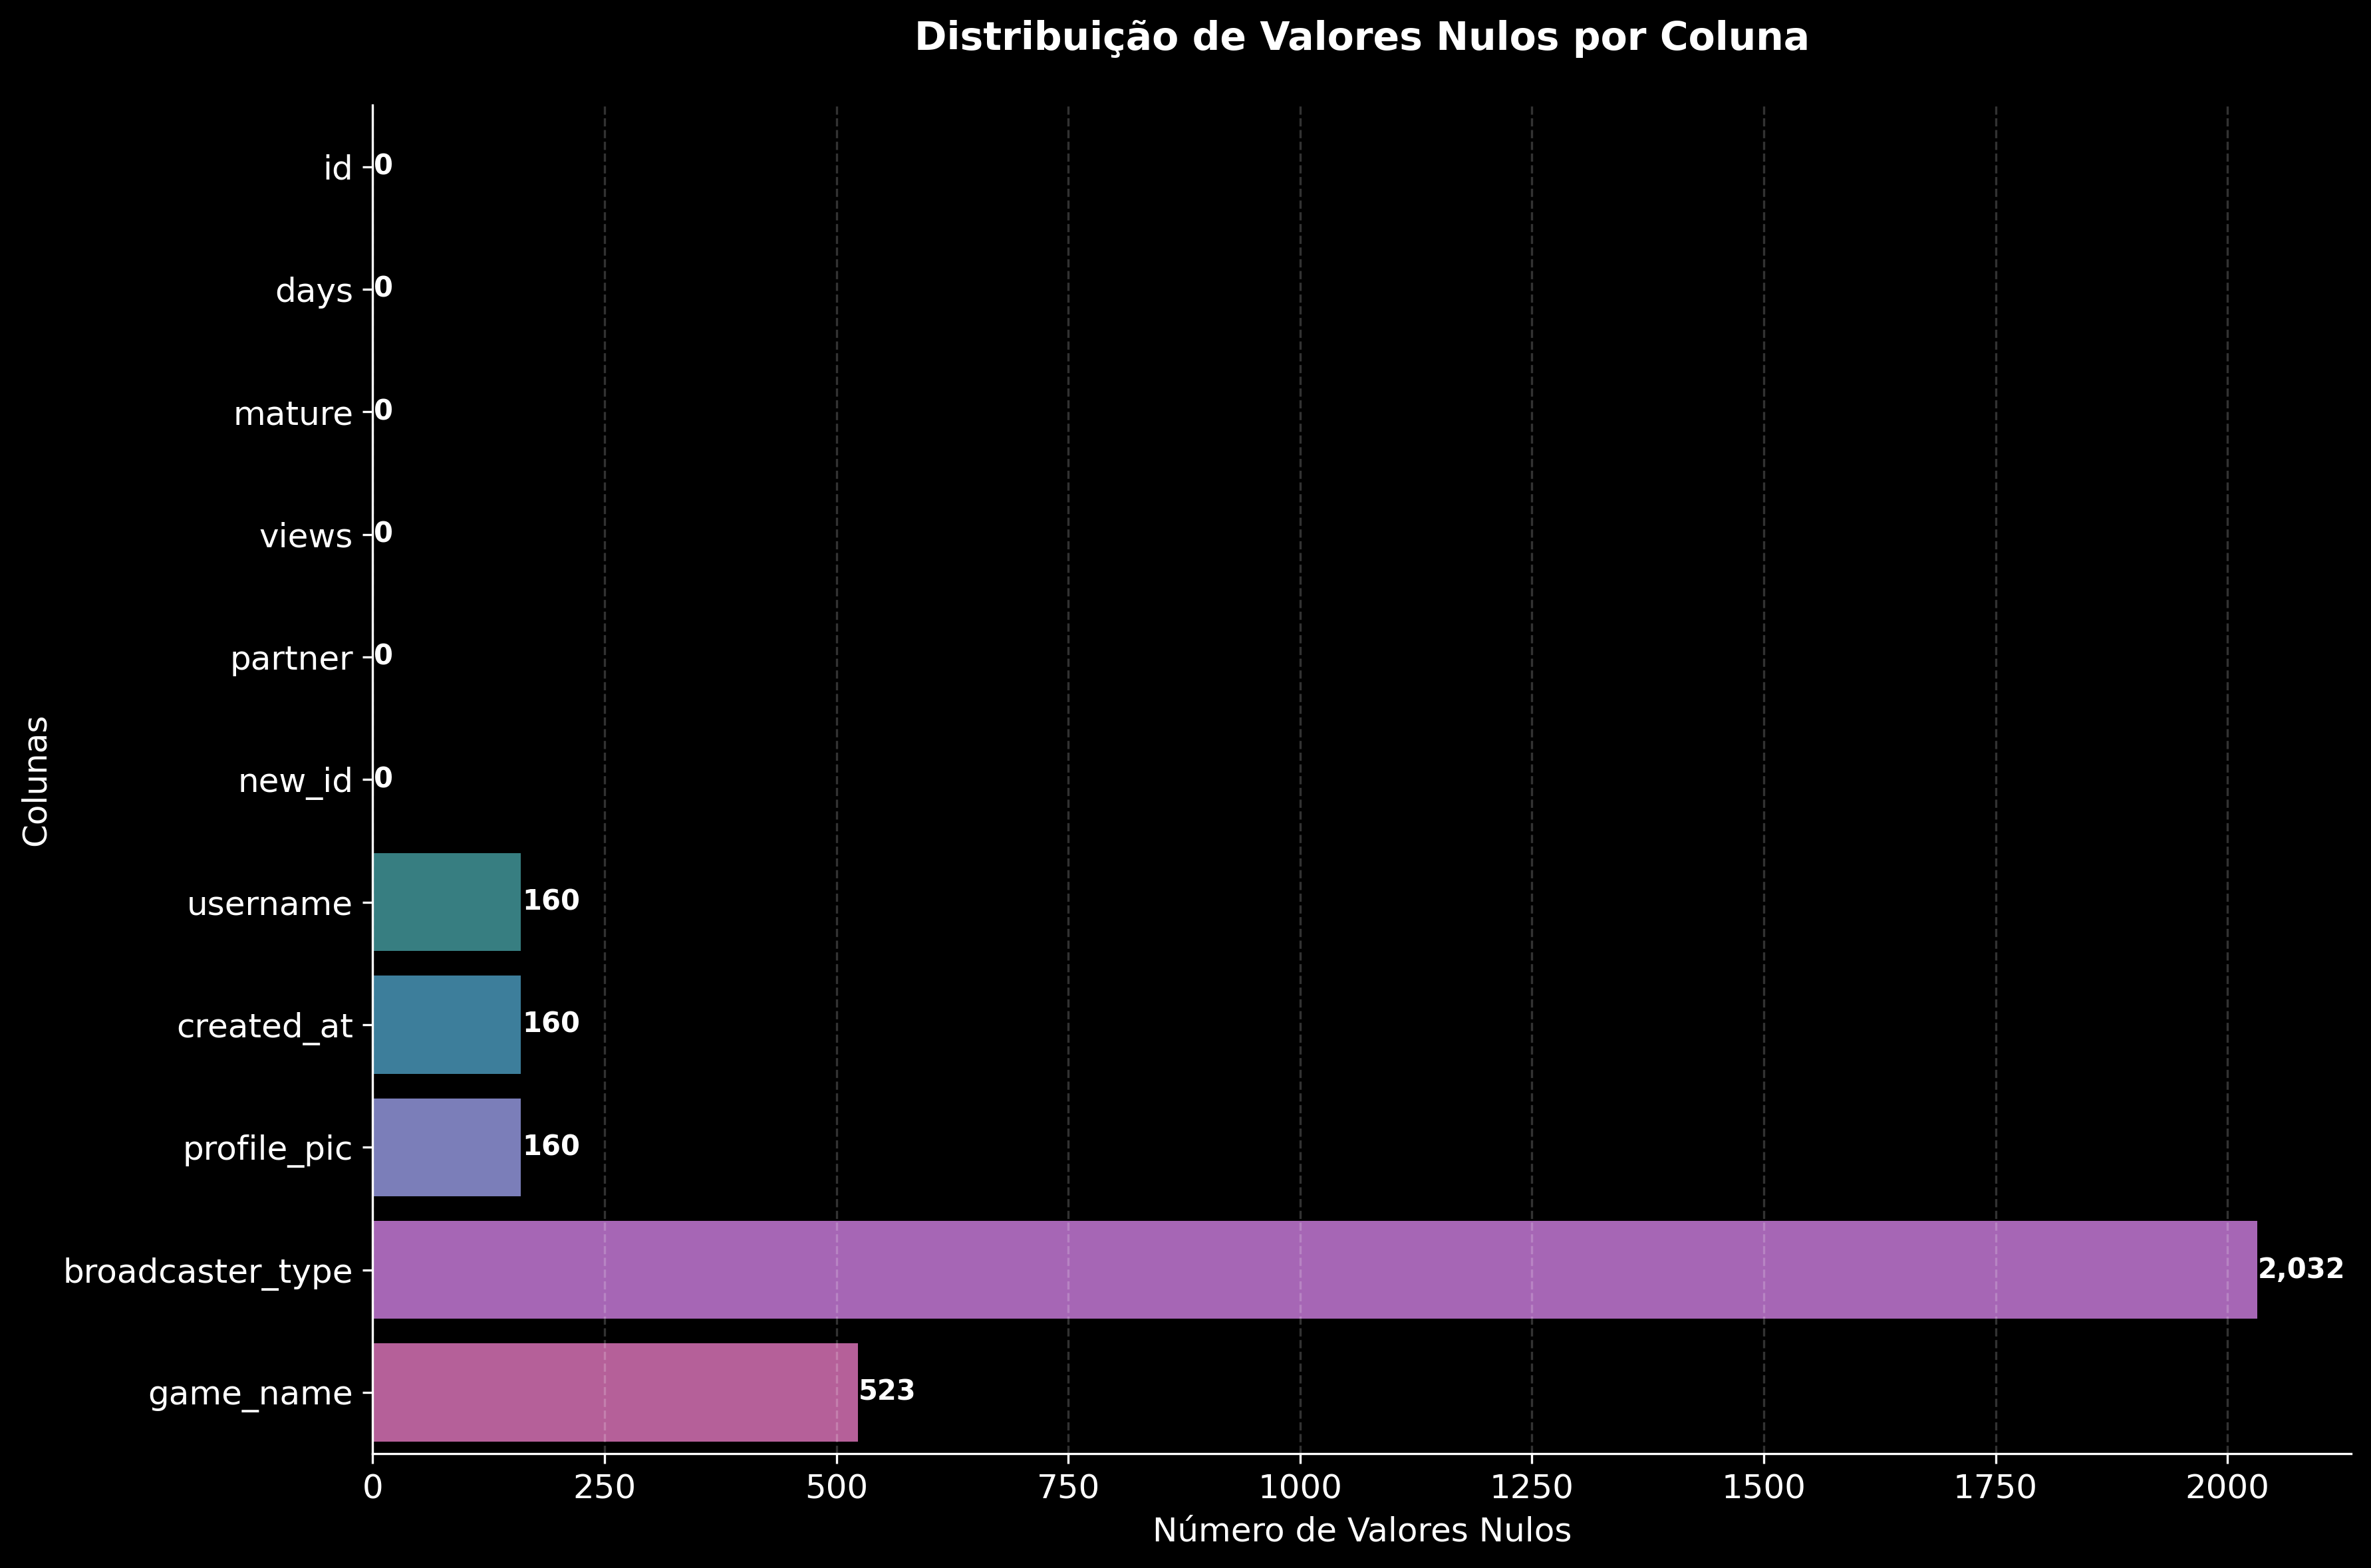 Distribuição de Valores Nulos por Coluna
Colunas
id 0
days 0
mature 0
views 0
partner 0
new_id 0
username 160
created_at 160
profile_pic 160
broadcaster_type 2,032
game_name 523
0 250 500 750 1000 1250 1500 1750 2000
Número de Valores Nulos